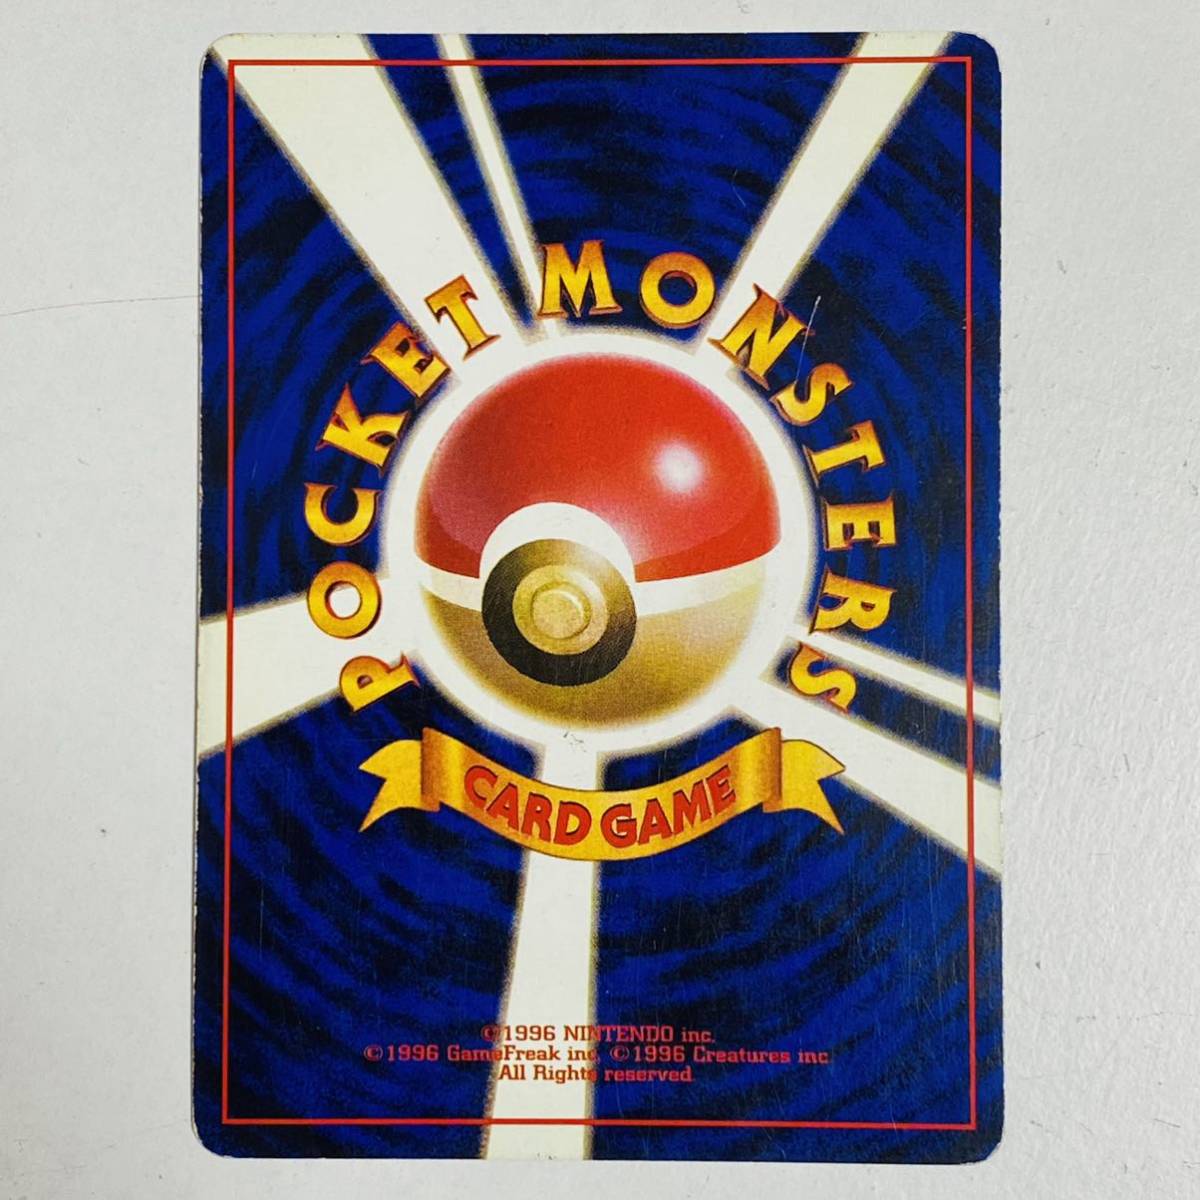 POCKET MONSTERS
CARD GAME
©1996 NINTENDO inc.
©1996 GameFreak inc. ©1996 Creatures inc
All Rights reserved.